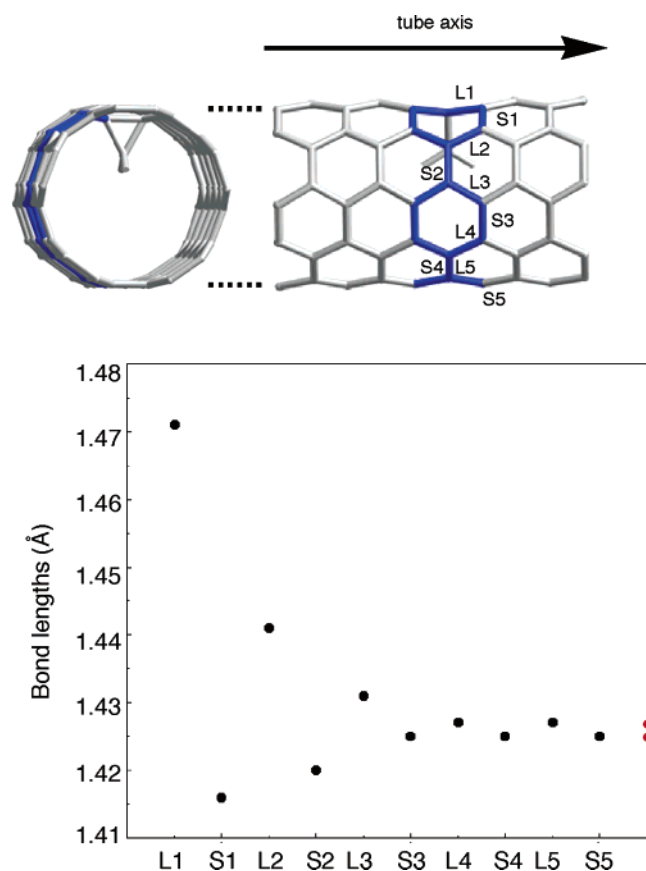 tube axis
L1
S1
L2
S2
L3
S3
L4
S4 L5
S5
1.48
1.47
1.46
1.45
1.44
1.43
1.42
1.41
Bond lengths (Å)
L1 S1 L2 S2 L3 S3 L4 S4 L5 S5